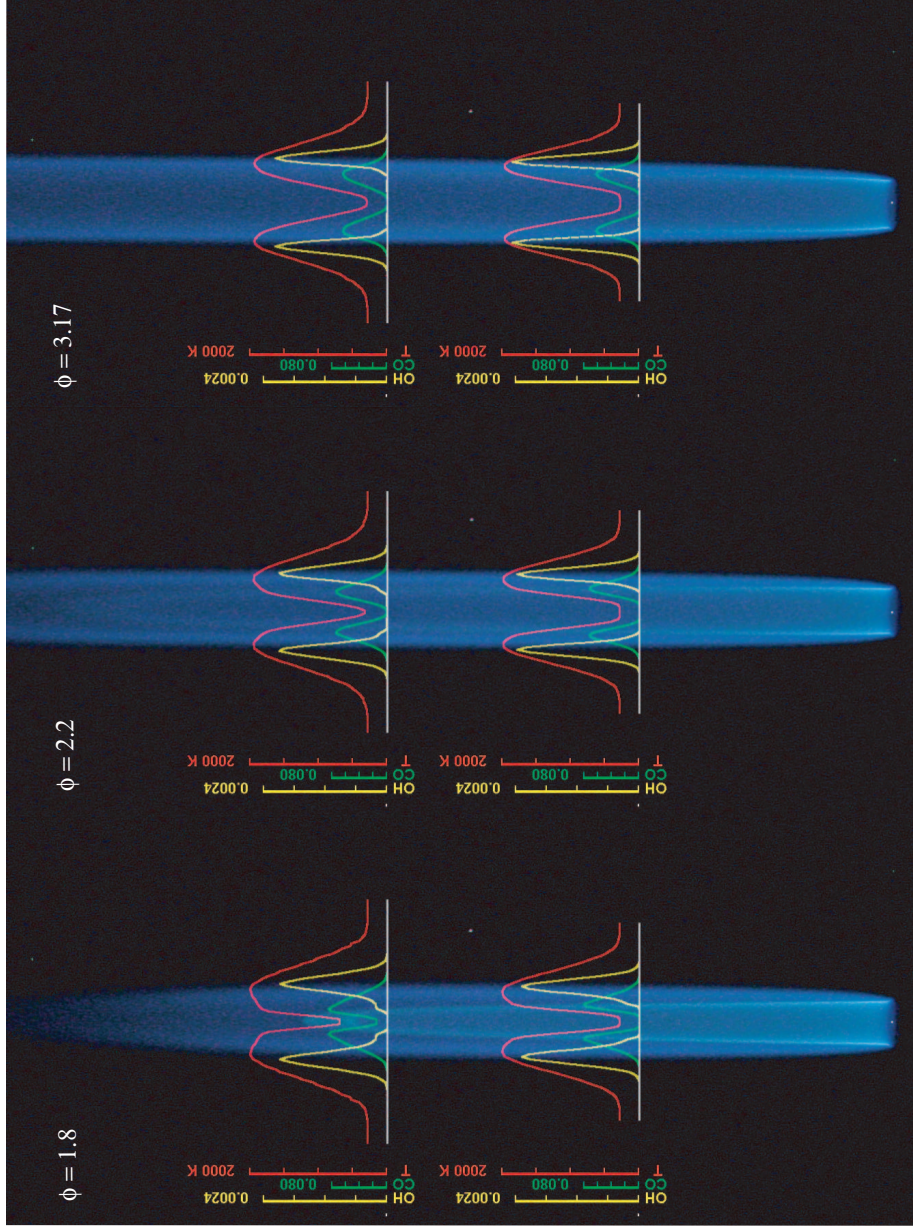 ϕ = 3.17
2000 K
T
0.080
CO
0.0024
OH
2000 K
T
0.080
CO
0.0024
OH
ϕ = 2.2
2000 K
T
0.080
CO
0.0024
OH
2000 K
T
0.080
CO
0.0024
OH
ϕ = 1.8
2000 K
T
0.080
CO
0.0024
OH
2000 K
T
0.080
CO
0.0024
OH